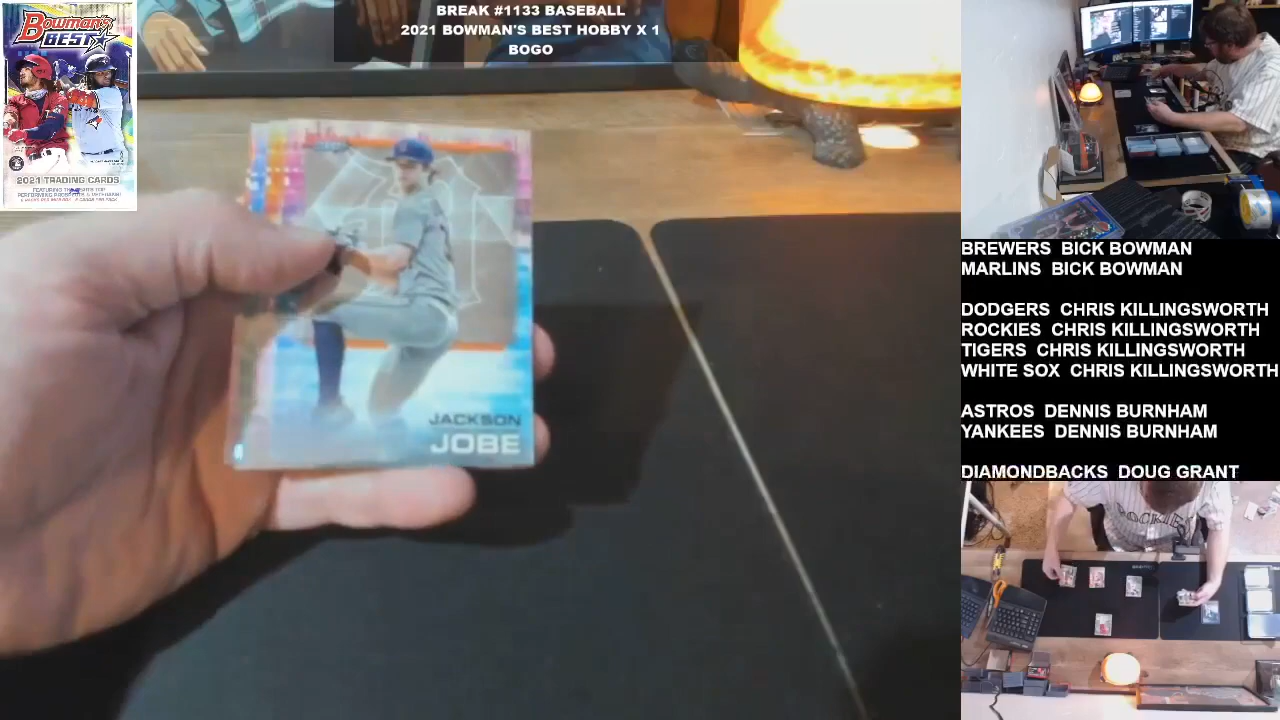 BREAK #1133 BASEBALL
2021 BOWMAN'S BEST HOBBY X 1
BOGO
Bowman's
BEST
2021 TRADING CARDS
JACKSON
JOBE
BREWERS BICK BOWMAN
MARLINS BICK BOWMAN
DODGERS CHRIS KILLINGSWORTH
ROCKIES CHRIS KILLINGSWORTH
TIGERS CHRIS KILLINGSWORTH
WHITE SOX CHRIS KILLINGSWORTH
ASTROS DENNIS BURNHAM
YANKEES DENNIS BURNHAM
DIAMONDBACKS DOUG GRANT